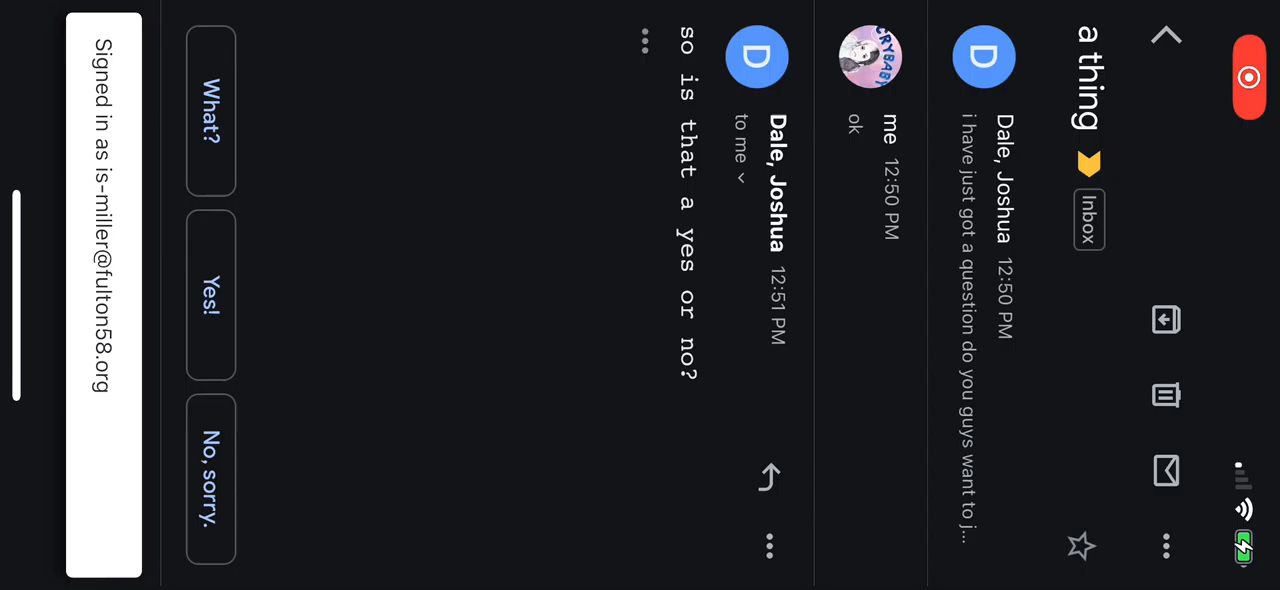 a thing Inbox
Dale, Joshua 12:50 PM
i have just got a question do you guys want to j...
CRYBABY
me 12:50 PM
ok
D
D
Dale, Joshua 12:51 PM
to me
so is that a yes or no?
What? Yes! No, sorry.
Signed in as is-miller@fulton58.org